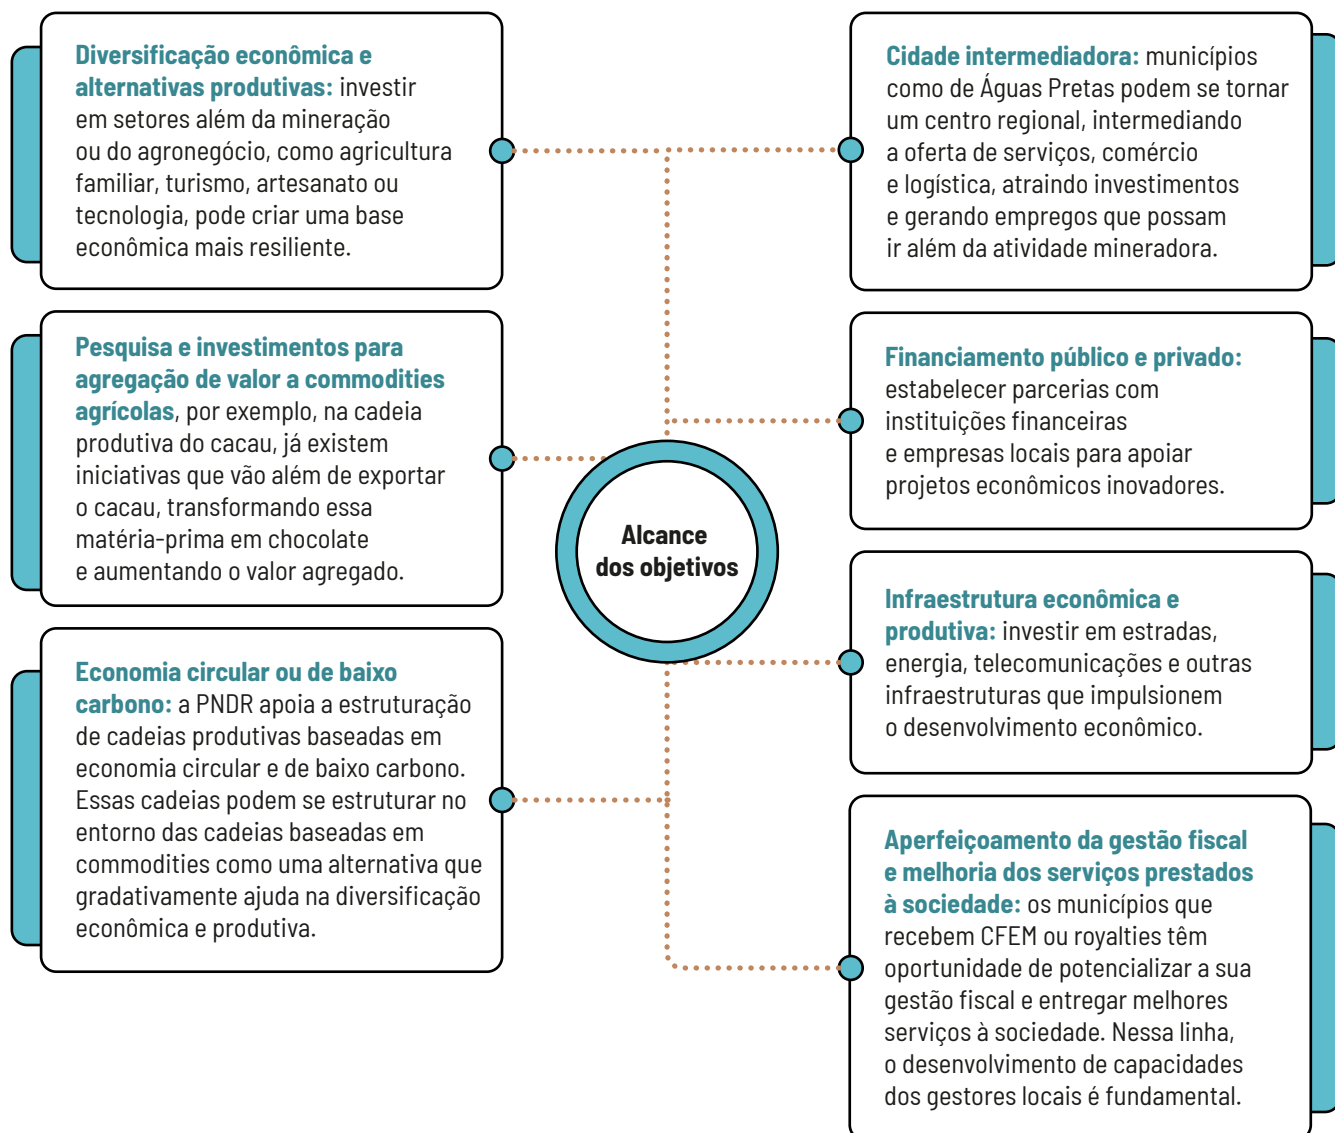 Diversificação econômica e
alternativas produtivas: investir
em setores além da mineração
ou do agronegócio, como agricultura
familiar, turismo, artesanato ou
tecnologia, pode criar uma base
econômica mais resiliente.
Pesquisa e investimentos para
agregação de valor a commodities
agrícolas, por exemplo, na cadeia
produtiva do cacau, já existem
iniciativas que vão além de exportar
o cacau, transformando essa
matéria-prima em chocolate
e aumentando o valor agregado.
Economia circular ou de baixo
carbono: a PNDR apoia a estruturação
de cadeias produtivas baseadas em
economia circular e de baixo carbono.
Essas cadeias podem se estruturar no
entorno das cadeias baseadas em
commodities como uma alternativa que
gradativamente ajuda na diversificação
econômica e produtiva.
Alcance
dos objetivos
Cidade intermediadora: municípios
como de Águas Pretas podem se tornar
um centro regional, intermediando
a oferta de serviços, comércio
e logística, atraindo investimentos
e gerando empregos que possam
ir além da atividade mineradora.
Financiamento público e privado:
estabelecer parcerias com
instituições financeiras
e empresas locais para apoiar
projetos econômicos inovadores.
Infraestrutura econômica e
produtiva: investir em estradas,
energia, telecomunicações e outras
infraestruturas que impulsionem
o desenvolvimento econômico.
Aperfeiçoamento da gestão fiscal
e melhoria dos serviços prestados
à sociedade: os municípios que
recebem CFEM ou royalties têm
oportunidade de potencializar a sua
gestão fiscal e entregar melhores
serviços à sociedade. Nessa linha,
o desenvolvimento de capacidades
dos gestores locais é fundamental.